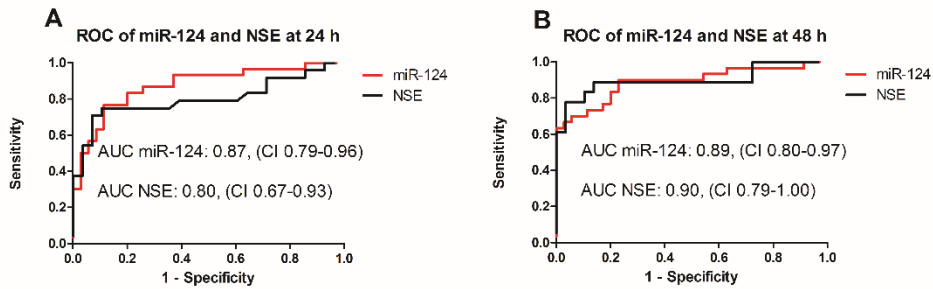 A
ROC of miR-124 and NSE at 24 h
1.0
0.8
0.6
0.4
0.2
0.0
Sensitivity
miR-124
NSE
AUC miR-124: 0.87, (CI 0.79-0.96)
AUC NSE: 0.80, (CI 0.67-0.93)
0.0 0.2 0.4 0.6 0.8 1.0
1 - Specificity
B
ROC of miR-124 and NSE at 48 h
1.0
0.8
0.6
0.4
0.2
0.0
Sensitivity
miR-124
NSE
AUC miR-124: 0.89, (CI 0.80-0.97)
AUC NSE: 0.90, (CI 0.79-1.00)
0.0 0.2 0.4 0.6 0.8 1.0
1 - Specificity